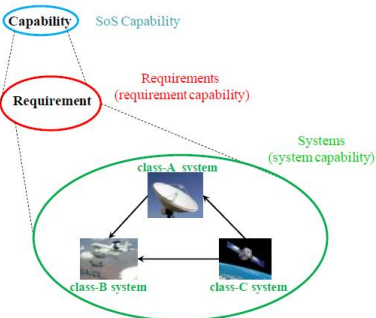 Capability
SoS Capability
Requirements
(requirement capability)
Requirement
Systems
(system capability)
class-A system
class-B system
class-C system